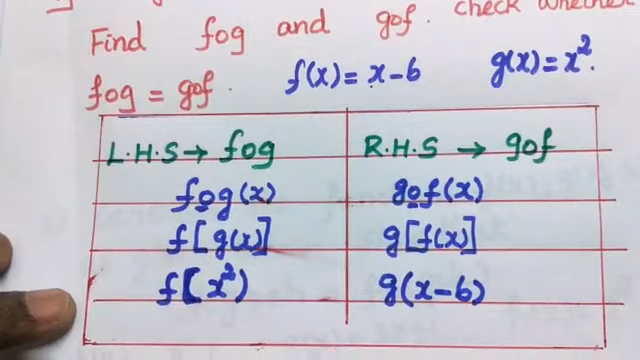 Find fog and gof. check whether
fog = gof. f(x) = x-6 g(x) = x².
L.H.S → fog R.H.S → gof
fog(x) gof(x)
f[g(x)] g[f(x)]
f[x²) g(x-6)